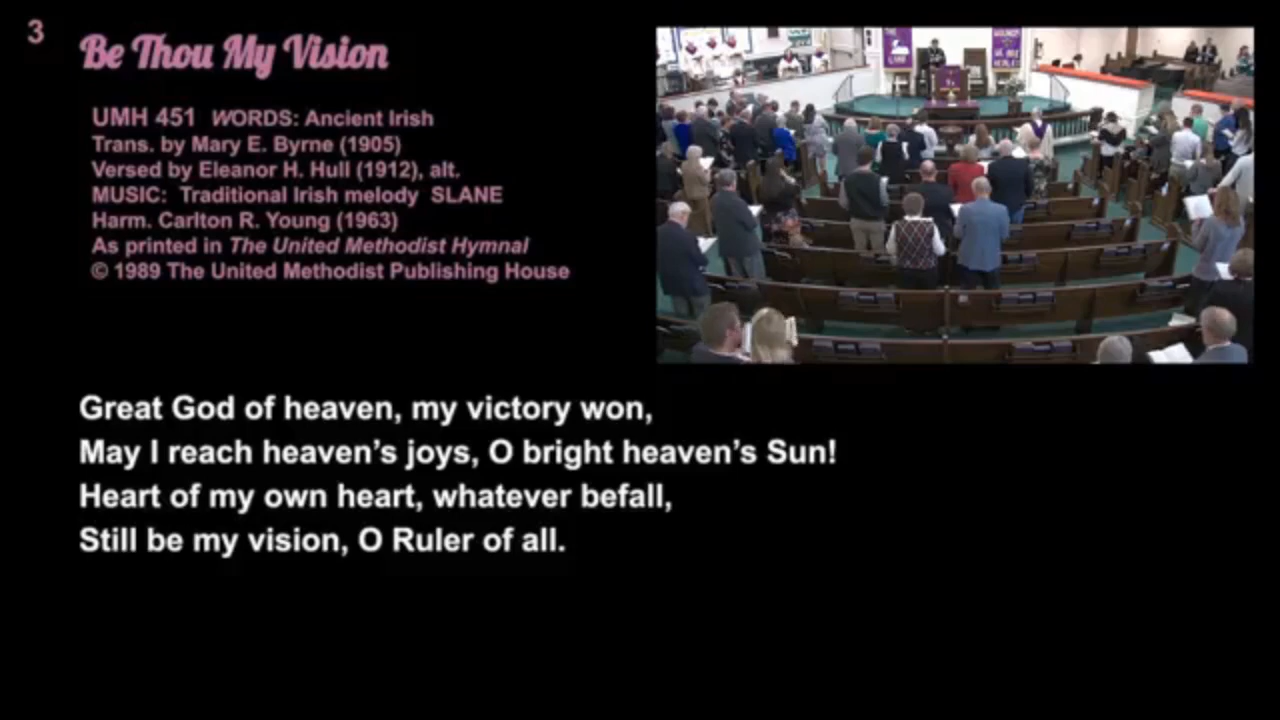 3
Be Thou My Vision
UMH 451 WORDS: Ancient Irish
Trans. by Mary E. Byrne (1905)
Versed by Eleanor H. Hull (1912), alt.
MUSIC: Traditional Irish melody SLANE
Harm. Carlton R. Young (1963)
As printed in The United Methodist Hymnal
© 1989 The United Methodist Publishing House
Great God of heaven, my victory won,
May I reach heaven's joys, O bright heaven's Sun!
Heart of my own heart, whatever befall,
Still be my vision, O Ruler of all.